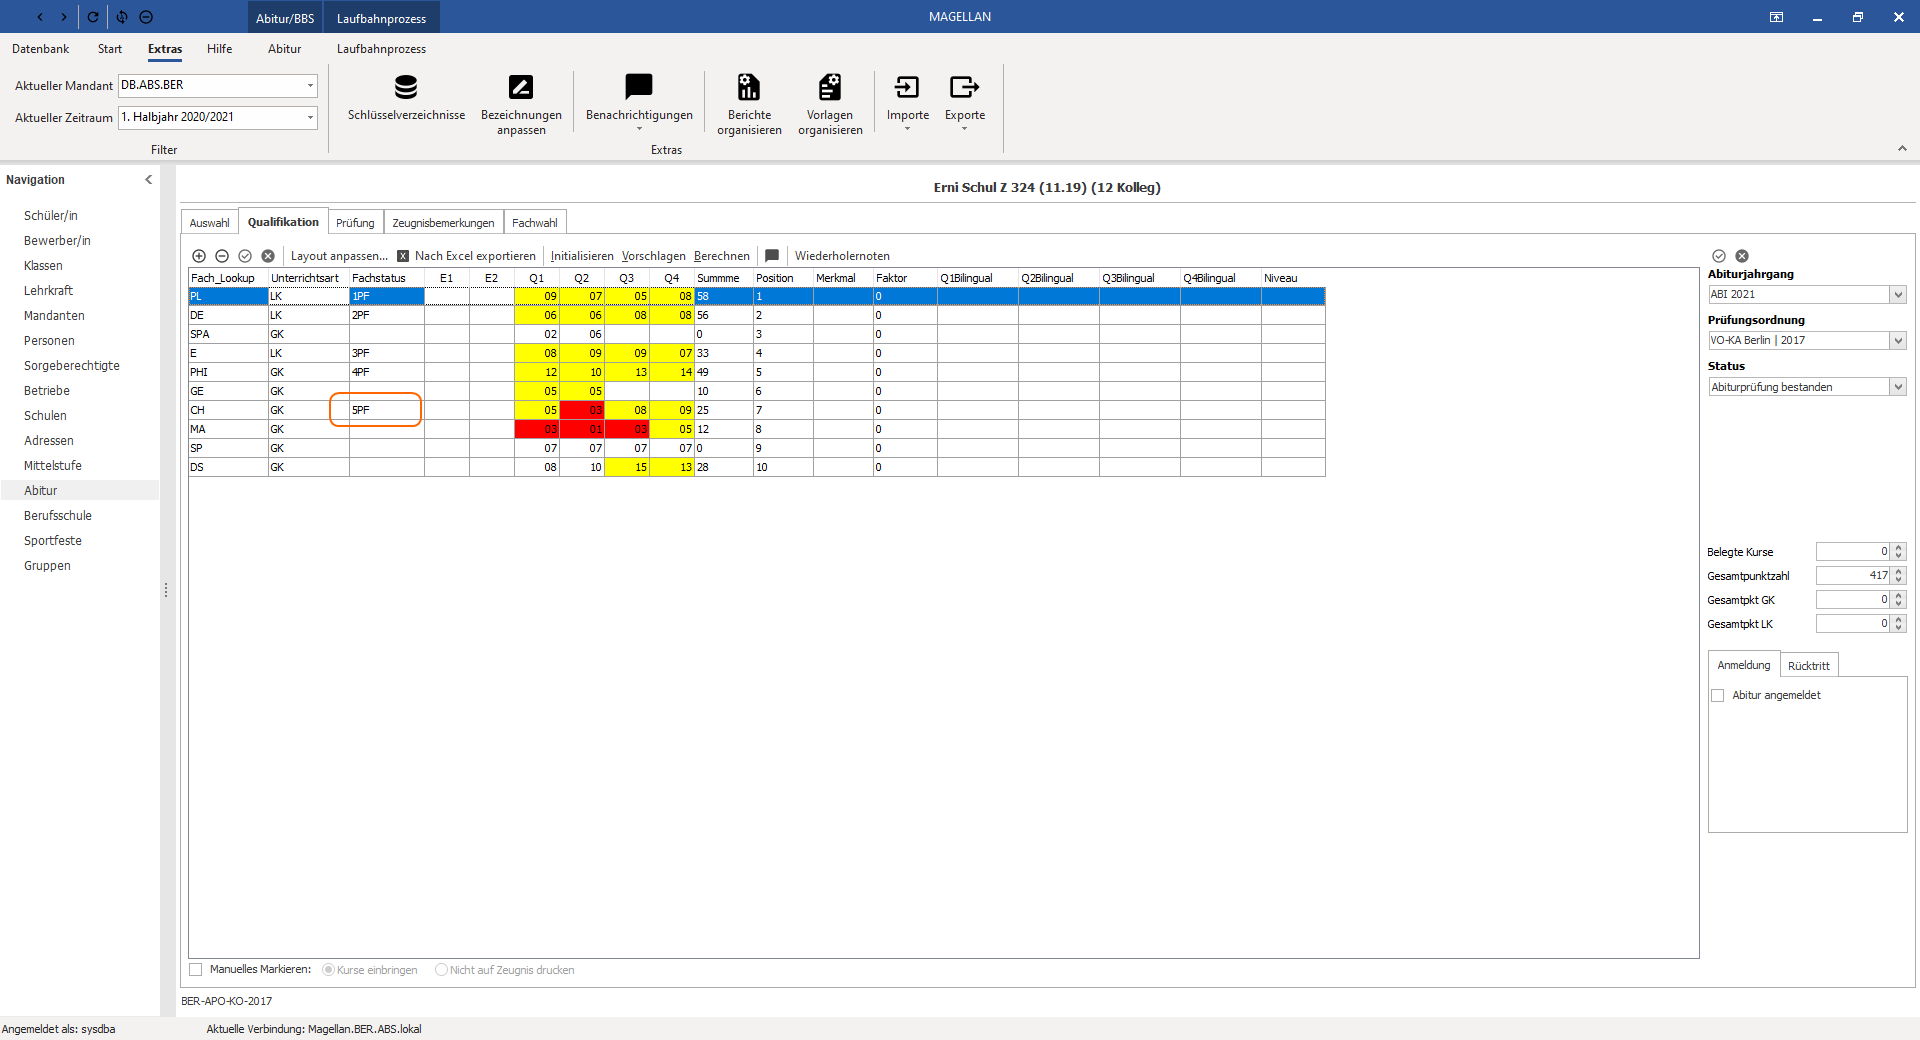 Abitur/BBS Laufbahnprozess MAGELLAN
Datenbank Start Extras Hilfe Abitur Laufbahnprozess
Aktueller Mandant DB.ABS.BER
Aktueller Zeitraum 1. Halbjahr 2020/2021
Filter
Schlüsselverzeichnisse
Bezeichnungen
anpassen
Benachrichtigungen
Berichte
organisieren
Vorlagen
organisieren
Importe
Exporte
Extras
Navigation
Schüler/in
Bewerber/in
Klassen
Lehrkraft
Mandanten
Personen
Sorgeberechtigte
Betriebe
Schulen
Adressen
Mittelstufe
Abitur
Berufsschule
Sportfeste
Gruppen
Erni Schul Z 324 (11.19) (12 Kolleg)
Auswahl Qualifikation Prüfung Zeugnisbemerkungen Fachwahl
Layout anpassen... X Nach Excel exportieren Initialisieren Vorschlagen Berechnen Wiederholernoten
Fach_Lookup Unterrichtsart Fachstatus E1 E2 Q1 Q2 Q3 Q4 Summme Position Merkmal Faktor Q1Bilingual Q2Bilingual Q3Bilingual Q4Bilingual Niveau
PL LK 1PF 09 07 05 08 58 1 0
DE LK 2PF 06 06 08 08 56 2 0
SPA GK 02 06 0 3 0
E LK 3PF 08 09 09 07 33 4 0
PHI GK 4PF 12 10 13 14 49 5 0
GE GK 05 05 10 6 0
CH GK 5PF 05 03 08 09 25 7 0
MA GK 03 01 03 05 12 8 0
SP GK 07 07 07 07 0 9 0
DS GK 08 10 15 13 28 10 0
Manuelles Markieren: Kurse einbringen Nicht auf Zeugnis drucken
BER-APO-KO-2017
Abiturjahrgang
ABI 2021
Prüfungsordnung
VO-KA Berlin | 2017
Status
Abiturprüfung bestanden
Belegte Kurse 0
Gesamtpunktzahl 417
Gesamtpkt GK 0
Gesamtpkt LK 0
Anmeldung Rücktritt
Abitur angemeldet
Angemeldet als: sysdba Aktuelle Verbindung: Magellan.BER.ABS.lokal